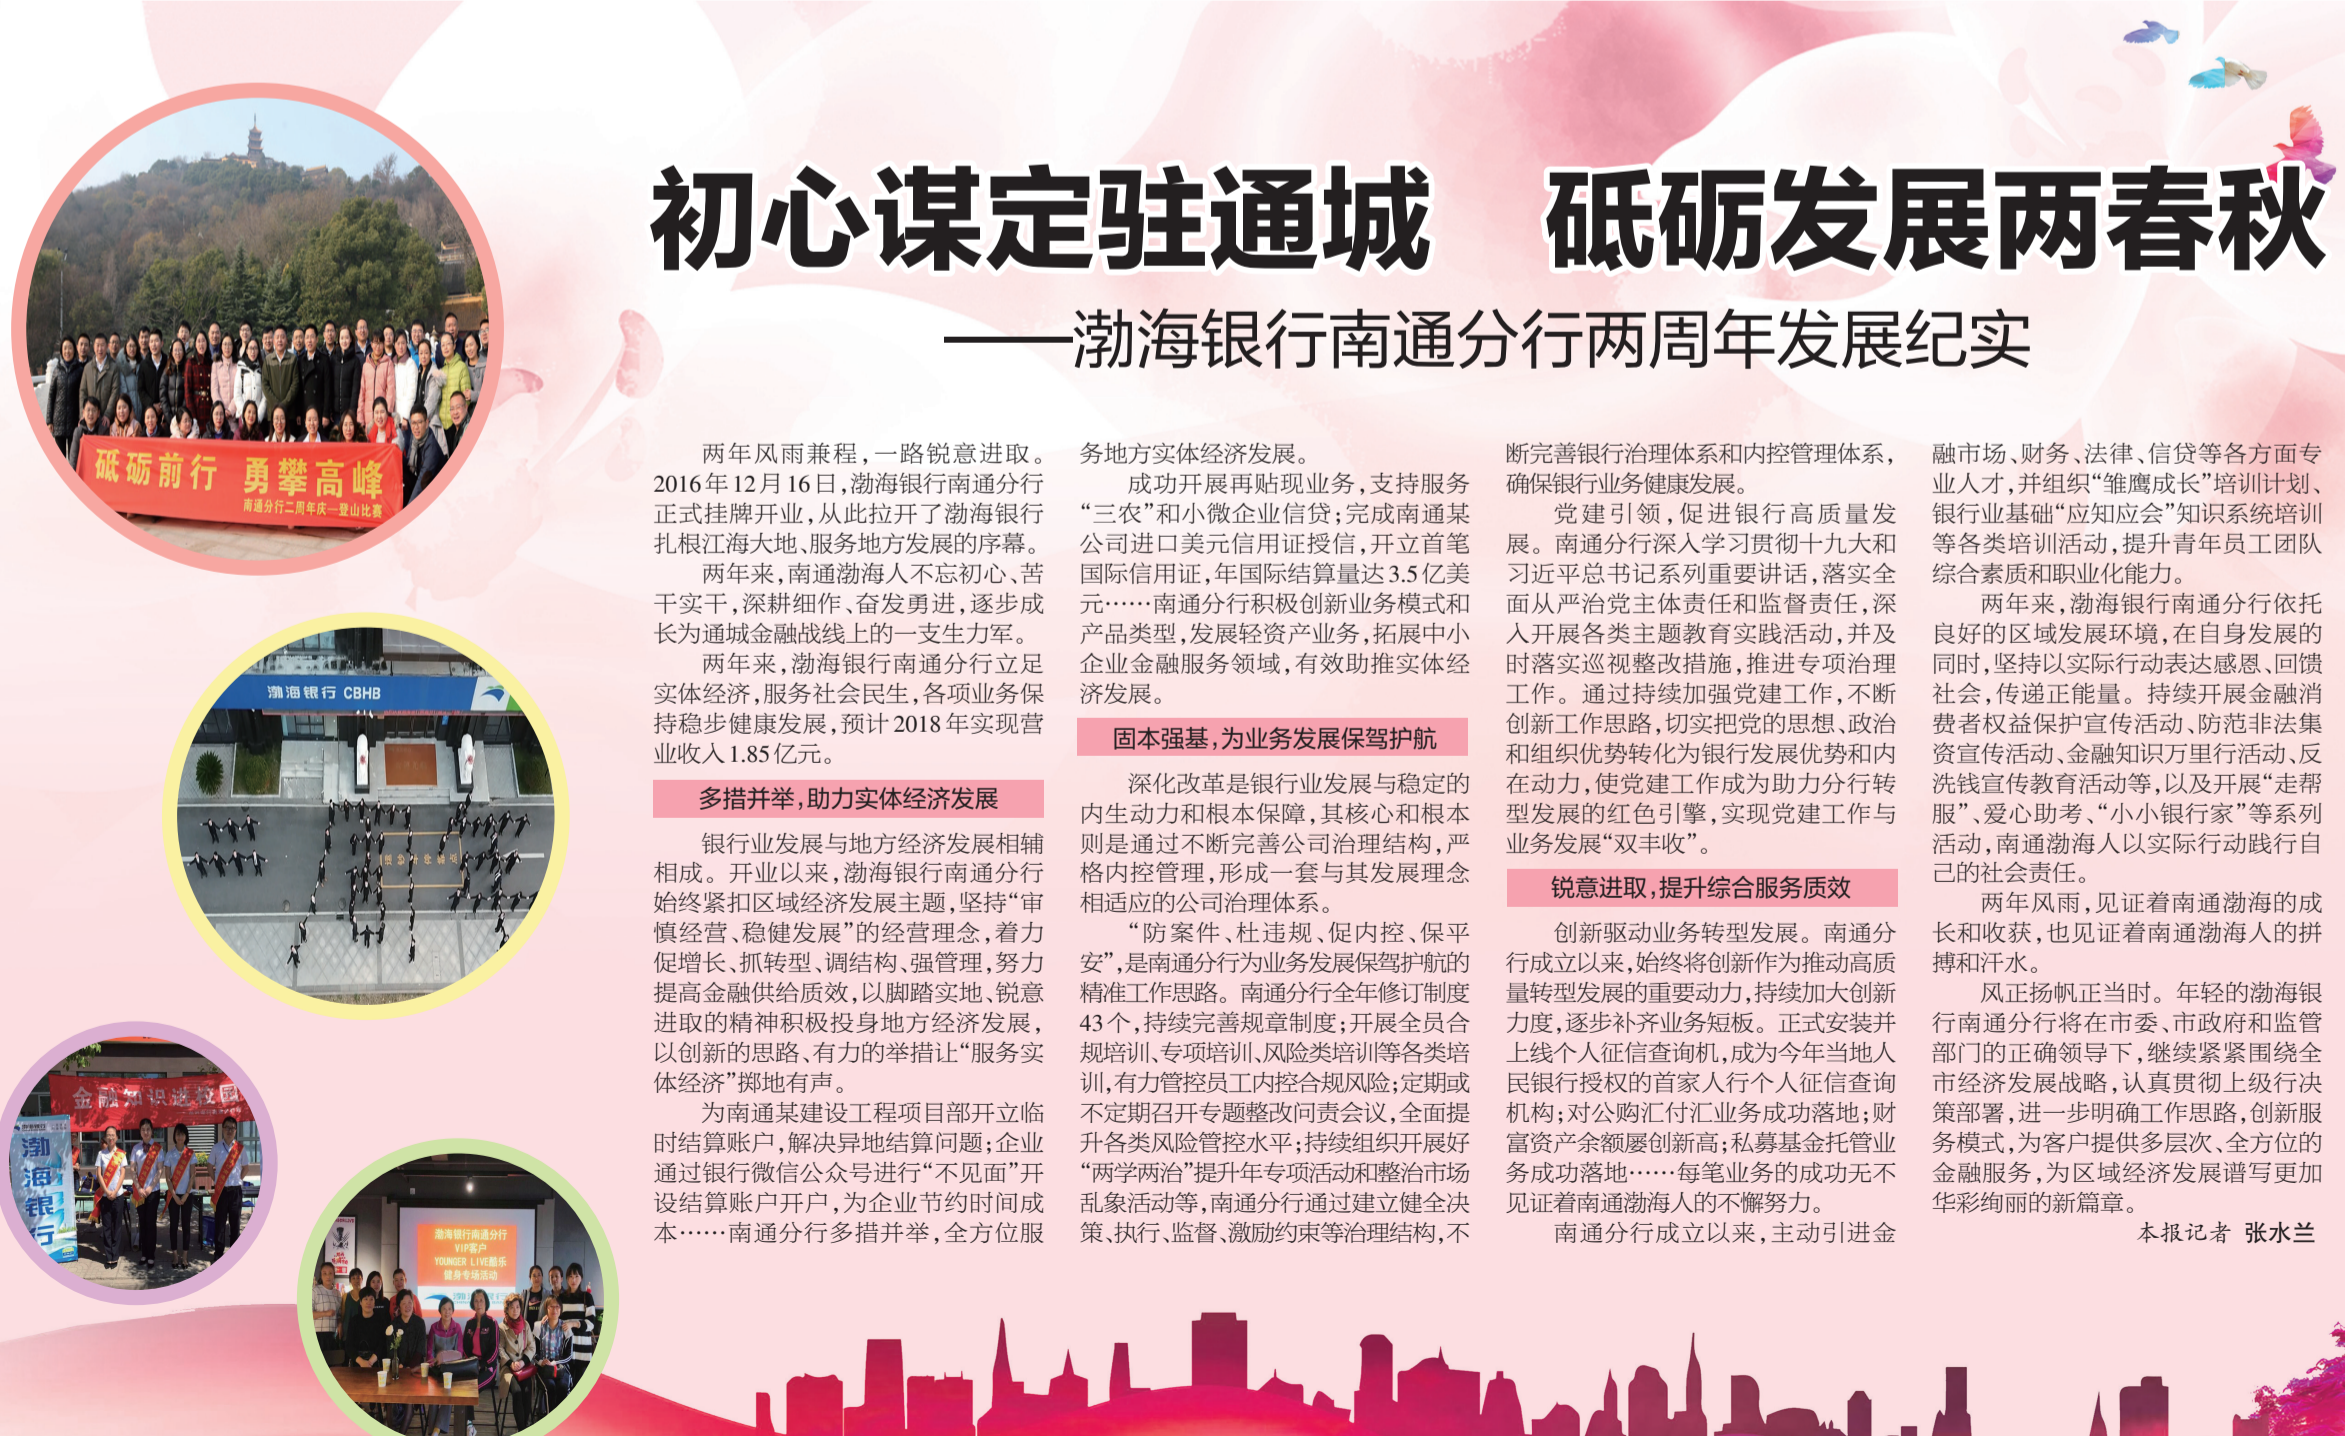 初心谋定驻通城 砥砺发展两春秋
——渤海银行南通分行两周年发展纪实
砥砺前行 勇攀高峰
南通分行二周年庆—登山比赛
渤海银行 CBHB
金融知识进校园
渤海银行
渤海银行南通分行
VIP客户
YOUNGER LIVE酷乐
健身专场活动
两年风雨兼程，一路锐意进取。
2016年12月16日，渤海银行南通分行
正式挂牌开业，从此拉开了渤海银行
扎根江海大地、服务地方发展的序幕。
两年来，南通渤海人不忘初心、苦
干实干，深耕细作、奋发勇进，逐步成
长为通城金融战线上的一支生力军。
两年来，渤海银行南通分行立足
实体经济，服务社会民生，各项业务保
持稳步健康发展，预计2018年实现营
业收入1.85亿元。
多措并举，助力实体经济发展
银行业发展与地方经济发展相辅
相成。开业以来，渤海银行南通分行
始终紧扣区域经济发展主题，坚持“审
慎经营、稳健发展”的经营理念，着力
促增长、抓转型、调结构、强管理，努力
提高金融供给质效，以脚踏实地、锐意
进取的精神积极投身地方经济发展，
以创新的思路、有力的举措让“服务实
体经济”掷地有声。
为南通某建设工程项目部开立临
时结算账户，解决异地结算问题；企业
通过银行微信公众号进行“不见面”开
设结算账户开户，为企业节约时间成
本……南通分行多措并举，全方位服
务地方实体经济发展。
成功开展再贴现业务，支持服务
“三农”和小微企业信贷；完成南通某
公司进口美元信用证授信，开立首笔
国际信用证，年国际结算量达3.5亿美
元……南通分行积极创新业务模式和
产品类型，发展轻资产业务，拓展中小
企业金融服务领域，有效助推实体经
济发展。
固本强基，为业务发展保驾护航
深化改革是银行业发展与稳定的
内生动力和根本保障，其核心和根本
则是通过不断完善公司治理结构，严
格内控管理，形成一套与其发展理念
相适应的公司治理体系。
“防案件、杜违规、促内控、保平
安”，是南通分行为业务发展保驾护航的
精准工作思路。南通分行全年修订制度
43个，持续完善规章制度；开展全员合
规培训、专项培训、风险类培训等各类培
训，有力管控员工内控合规风险；定期或
不定期召开专题整改问责会议，全面提
升各类风险管控水平；持续组织开展好
“两学两治”提升年专项活动和整治市场
乱象活动等，南通分行通过建立健全决
策、执行、监督、激励约束等治理结构，不
断完善银行治理体系和内控管理体系，
确保银行业务健康发展。
党建引领，促进银行高质量发
展。南通分行深入学习贯彻十九大和
习近平总书记系列重要讲话，落实全
面从严治党主体责任和监督责任，深
入开展各类主题教育实践活动，并及
时落实巡视整改措施，推进专项治理
工作。通过持续加强党建工作，不断
创新工作思路，切实把党的思想、政治
和组织优势转化为银行发展优势和内
在动力，使党建工作成为助力分行转
型发展的红色引擎，实现党建工作与
业务发展“双丰收”。
锐意进取，提升综合服务质效
创新驱动业务转型发展。南通分
行成立以来，始终将创新作为推动高质
量转型发展的重要动力，持续加大创新
力度，逐步补齐业务短板。正式安装并
上线个人征信查询机，成为今年当地人
民银行授权的首家人行个人征信查询
机构；对公购汇付汇业务成功落地；财
富资产余额屡创新高；私募基金托管业
务成功落地……每笔业务的成功无不
见证着南通渤海人的不懈努力。
南通分行成立以来，主动引进金
融市场、财务、法律、信贷等各方面专
业人才，并组织“雏鹰成长”培训计划、
银行业基础“应知应会”知识系统培训
等各类培训活动，提升青年员工团队
综合素质和职业化能力。
两年来，渤海银行南通分行依托
良好的区域发展环境，在自身发展的
同时，坚持以实际行动表达感恩、回馈
社会，传递正能量。持续开展金融消
费者权益保护宣传活动、防范非法集
资宣传活动、金融知识万里行活动、反
洗钱宣传教育活动等，以及开展“走帮
服”、爱心助考、“小小银行家”等系列
活动，南通渤海人以实际行动践行自
己的社会责任。
两年风雨，见证着南通渤海的成
长和收获，也见证着南通渤海人的拼
搏和汗水。
风正扬帆正当时。年轻的渤海银
行南通分行将在市委、市政府和监管
部门的正确领导下，继续紧紧围绕全
市经济发展战略，认真贯彻上级行决
策部署，进一步明确工作思路，创新服
务模式，为客户提供多层次、全方位的
金融服务，为区域经济发展谱写更加
华彩绚丽的新篇章。
本报记者 张水兰